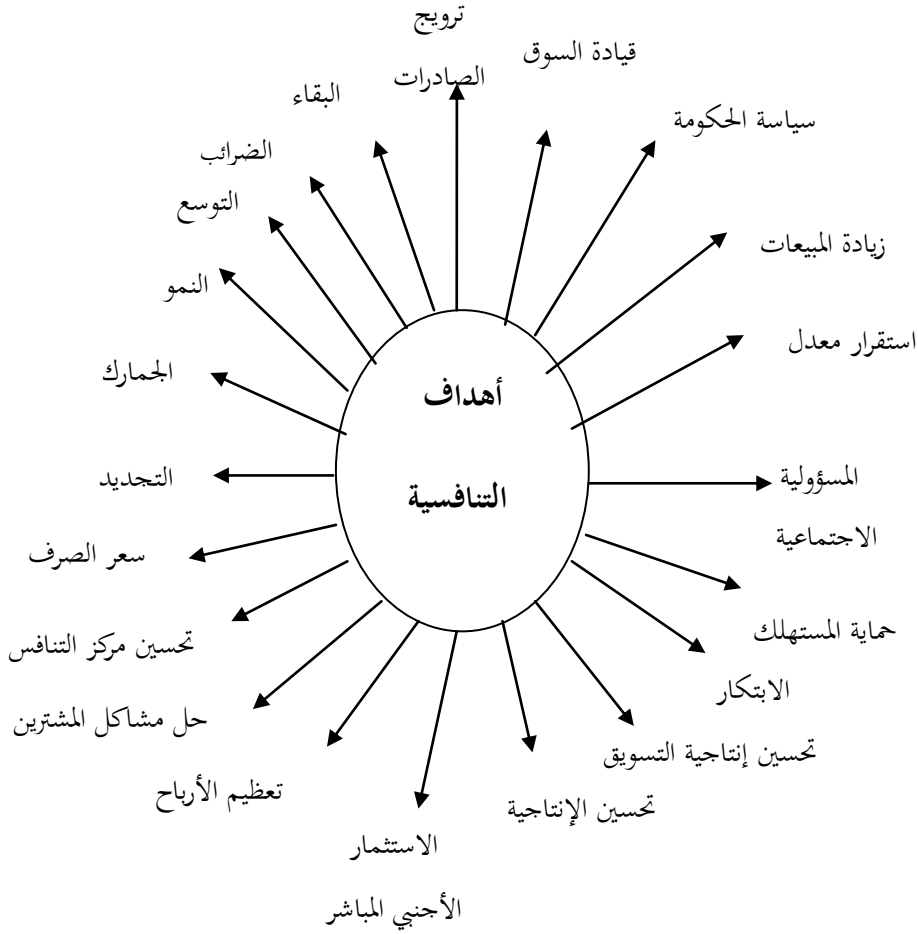 ترويج
الصادرات
قيادة السوق
سياسة الحكومة
زيادة المبيعات
استقرار معدل
المسؤولية
الاجتماعية
حماية المستهلك
الابتكار
تحسين إنتاجية التسويق
تحسين الإنتاجية
الاستثمار
الأجنبي المباشر
تعظيم الأرباح
حل مشاكل المشترين
تحسين مركز التنافس
سعر الصرف
التجديد
الجمارك
النمو
التوسع
الضرائب
البقاء
أهداف
التنافسية